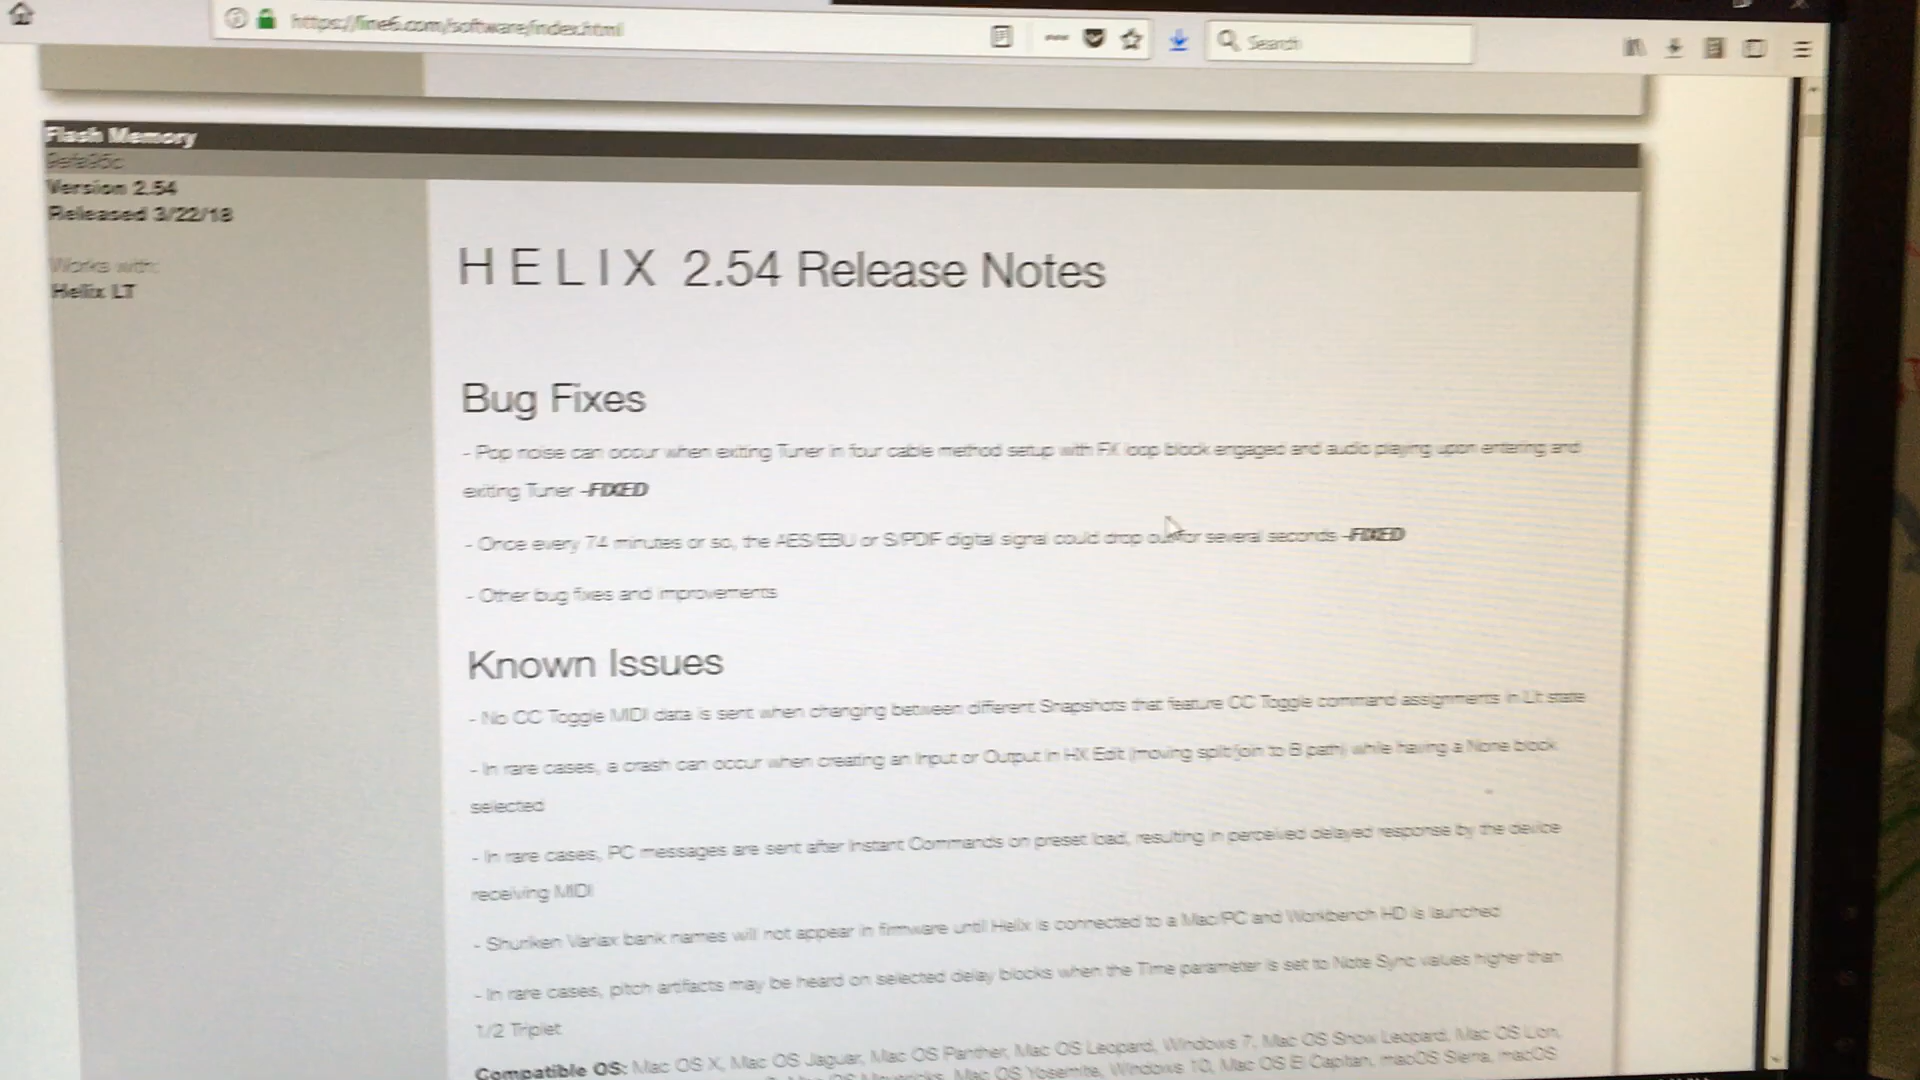 https://line6.com/software/index.html
Search
Flash Memory
9efa95c
Version 2.54
Released 3/22/18
Works with:
Helix LT
HELIX 2.54 Release Notes
Bug Fixes
- Pop noise can occur when exiting Tuner in four cable method setup with FX loop block engaged and audio playing upon entering and
exiting Tuner -FIXED
- Once every 74 minutes or so, the AES/EBU or S/PDIF digital signal could drop out for several seconds -FIXED
- Other bug fixes and improvements
Known Issues
- No CC Toggle MIDI data is sent when changing between different Snapshots that feature CC Toggle command assignments in Lit state
- In rare cases, a crash can occur when creating an Input or Output in HX Edit (moving split/join to B path) while having a None block
selected
- In rare cases, PC messages are sent after Instant Commands on preset load, resulting in perceived delayed response by the device
receiving MIDI
- Shuriken Variax bank names will not appear in firmware until Helix is connected to a Mac/PC and Workbench HD is launched
- In rare cases, pitch artifacts may be heard on selected delay blocks when the Time parameter is set to Note Sync values higher than
1/2 Triplet
Compatible OS: Mac OS X, Mac OS Jaguar, Mac OS Panther, Mac OS Leopard, Windows 7, Mac OS Snow Leopard, Mac OS Lion,
Mac OS Mavericks, Mac OS Yosemite, Windows 10, Mac OS El Capitan, macOS Sierra, macOS